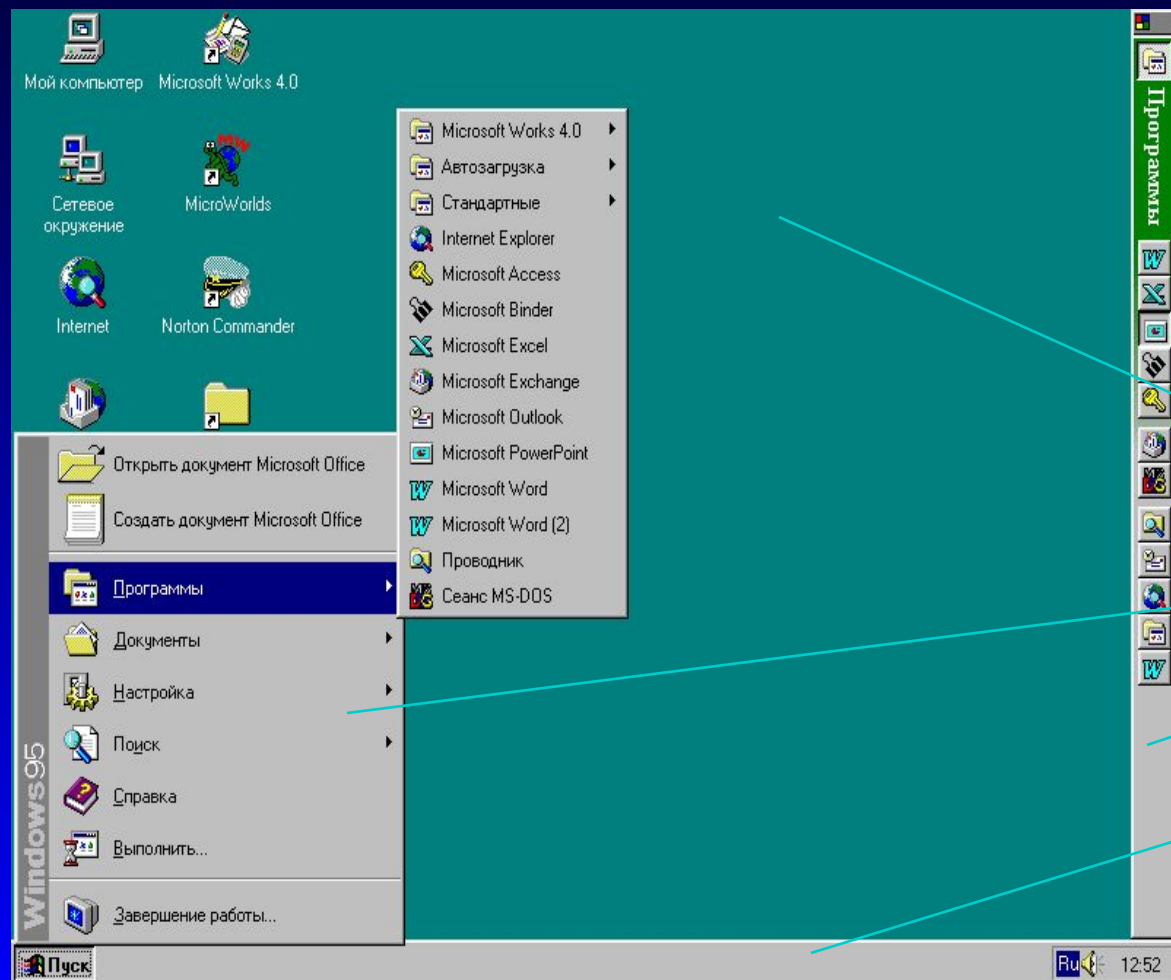 Мой компьютер
Microsoft Works 4.0
Сетевое
окружение
MicroWorlds
Internet
Norton Commander
Открыть документ Microsoft Office
Создать документ Microsoft Office
Программы
Документы
Настройка
Поиск
Справка
Выполнить...
Завершение работы...
Windows95
Microsoft Works 4.0
Автозагрузка
Стандартные
Internet Explorer
Microsoft Access
Microsoft Binder
Microsoft Excel
Microsoft Exchange
Microsoft Outlook
Microsoft PowerPoint
Microsoft Word
Microsoft Word (2)
Проводник
Сеанс MS-DOS
Программы
Пуск
Ru
12:52